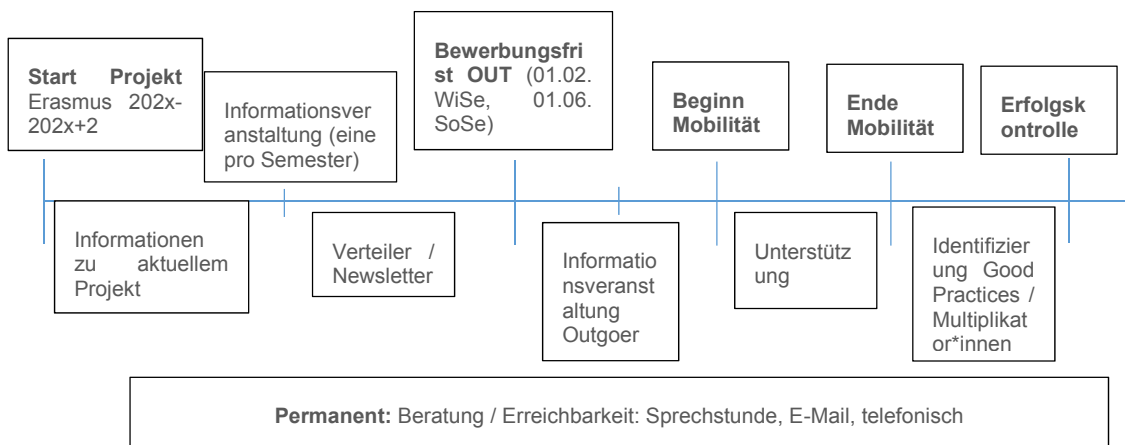 Start Projekt
Erasmus 202x-
202x+2
Informationsver
anstaltung (eine
pro Semester)
Bewerbungsfri
st OUT (01.02.
WiSe, 01.06.
SoSe)
Beginn
Mobilität
Ende
Mobilität
Erfolgsk
ontrolle
Informationen
zu aktuellem
Projekt
Verteiler /
Newsletter
Informatio
nsveranst
altung
Outgoer
Unterstütz
ung
Identifizier
ung Good
Practices /
Multiplikat
or*innen
Permanent: Beratung / Erreichbarkeit: Sprechstunde, E-Mail, telefonisch